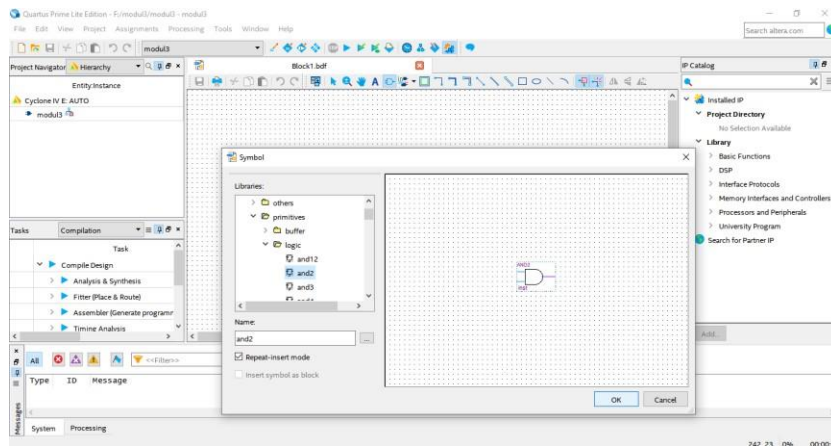 Quartus Prime Lite Edition - F:/modul3/modul3 - modul3
File Edit View Project Assignments Processing Tools Window Help
Search altera.com
modul3
Project Navigator Hierarchy
Entity:Instance
Cyclone IV E: AUTO
modul3
Block1.bdf
IP Catalog
Installed IP
Project Directory
No Selection Available
Library
Basic Functions
DSP
Interface Protocols
Memory Interfaces and Controllers
Processors and Peripherals
University Program
Search for Partner IP
Add...
Tasks Compilation
Task
Compile Design
Analysis & Synthesis
Fitter (Place & Route)
Assembler (Generate programm
Timing Analysis
Symbol
Libraries:
others
primitives
buffer
logic
and12
and2
and3
Name:
and2
...
Repeat-insert mode
Insert symbol as block
AND2
inst
OK Cancel
All
<<Filter>>
Type ID Message
Messages
System Processing
242, 23 0% 00:00: